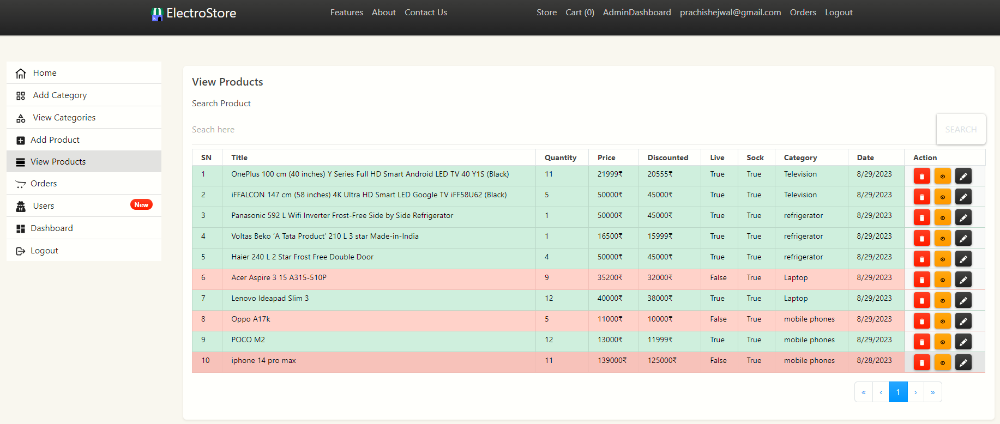 ElectroStore Features About Contact Us Store Cart (0) AdminDashboard prachishejwal@gmail.com Orders Logout
Home
Add Category
View Categories
Add Product
View Products
Orders
Users New
Dashboard
Logout
View Products
Search Product
Seach here SEARCH
SN Title Quantity Price Discounted Live Sock Category Date Action
1 OnePlus 100 cm (40 inches) Y Series Full HD Smart Android LED TV 40 Y1S (Black) 11 21999₹ 20555₹ True True Television 8/29/2023
2 iFFALCON 147 cm (58 inches) 4K Ultra HD Smart LED Google TV iFF58U62 (Black) 5 50000₹ 45000₹ True True Television 8/29/2023
3 Panasonic 592 L Wifi Inverter Frost-Free Side by Side Refrigerator 1 50000₹ 45000₹ True True refrigerator 8/29/2023
4 Voltas Beko ‘A Tata Product’ 210 L 3 star Made-in-India 1 16500₹ 15999₹ True True refrigerator 8/29/2023
5 Haier 240 L 2 Star Frost Free Double Door 4 50000₹ 45000₹ True True refrigerator 8/29/2023
6 Acer Aspire 3 15 A315-510P 9 35200₹ 32000₹ False True Laptop 8/29/2023
7 Lenovo Ideapad Slim 3 12 40000₹ 38000₹ True True Laptop 8/29/2023
8 Oppo A17k 5 11000₹ 10000₹ False True mobile phones 8/29/2023
9 POCO M2 12 13000₹ 11999₹ True True mobile phones 8/29/2023
10 iphone 14 pro max 11 139000₹ 125000₹ False True mobile phones 8/28/2023
« ‹ 1 › »